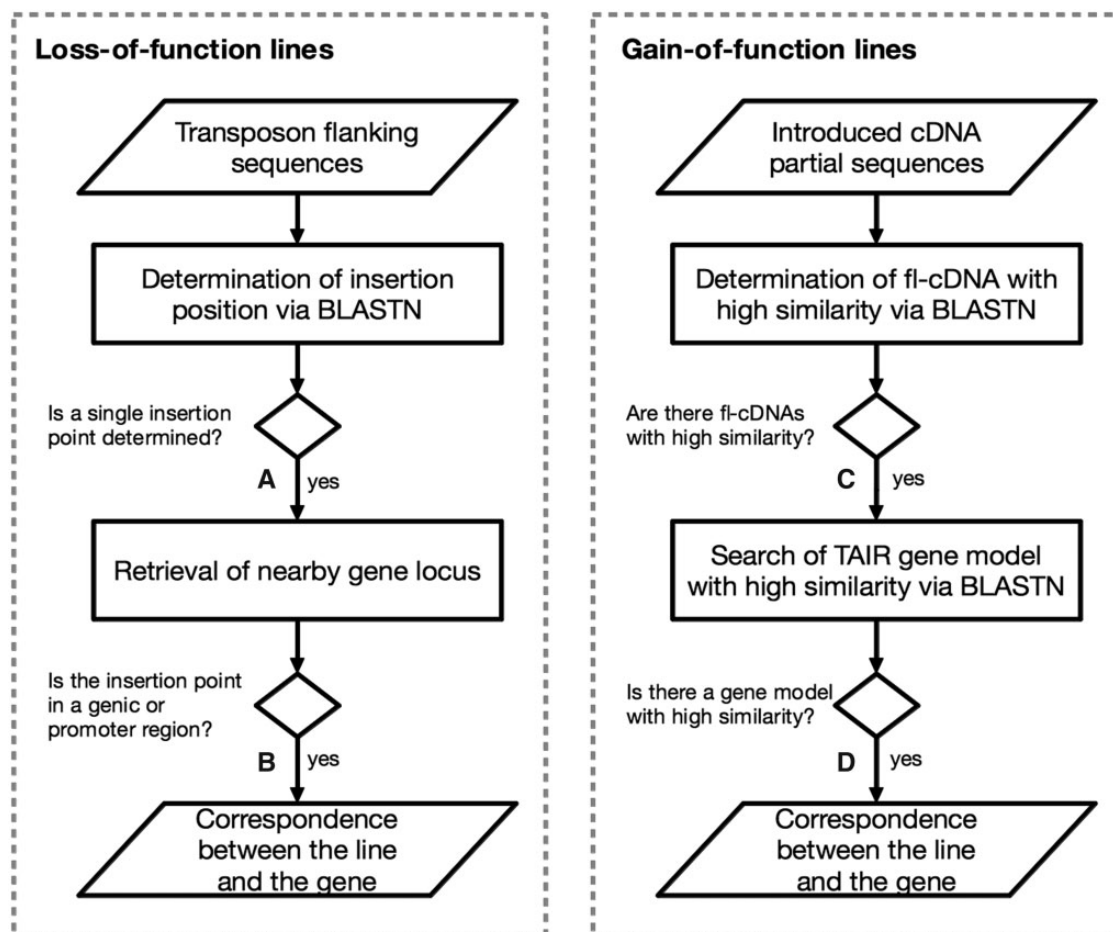 Loss-of-function lines
Transposon flanking
sequences
Determination of insertion
position via BLASTN
Is a single insertion
point determined?
A
yes
Retrieval of nearby gene locus
Is the insertion point
in a genic or
promoter region?
B
yes
Correspondence
between the line
and the gene
Gain-of-function lines
Introduced cDNA
partial sequences
Determination of fl-cDNA with
high similarity via BLASTN
Are there fl-cDNAs
with high similarity?
C
yes
Search of TAIR gene model
with high similarity via BLASTN
Is there a gene model
with high similarity?
D
yes
Correspondence
between the line
and the gene